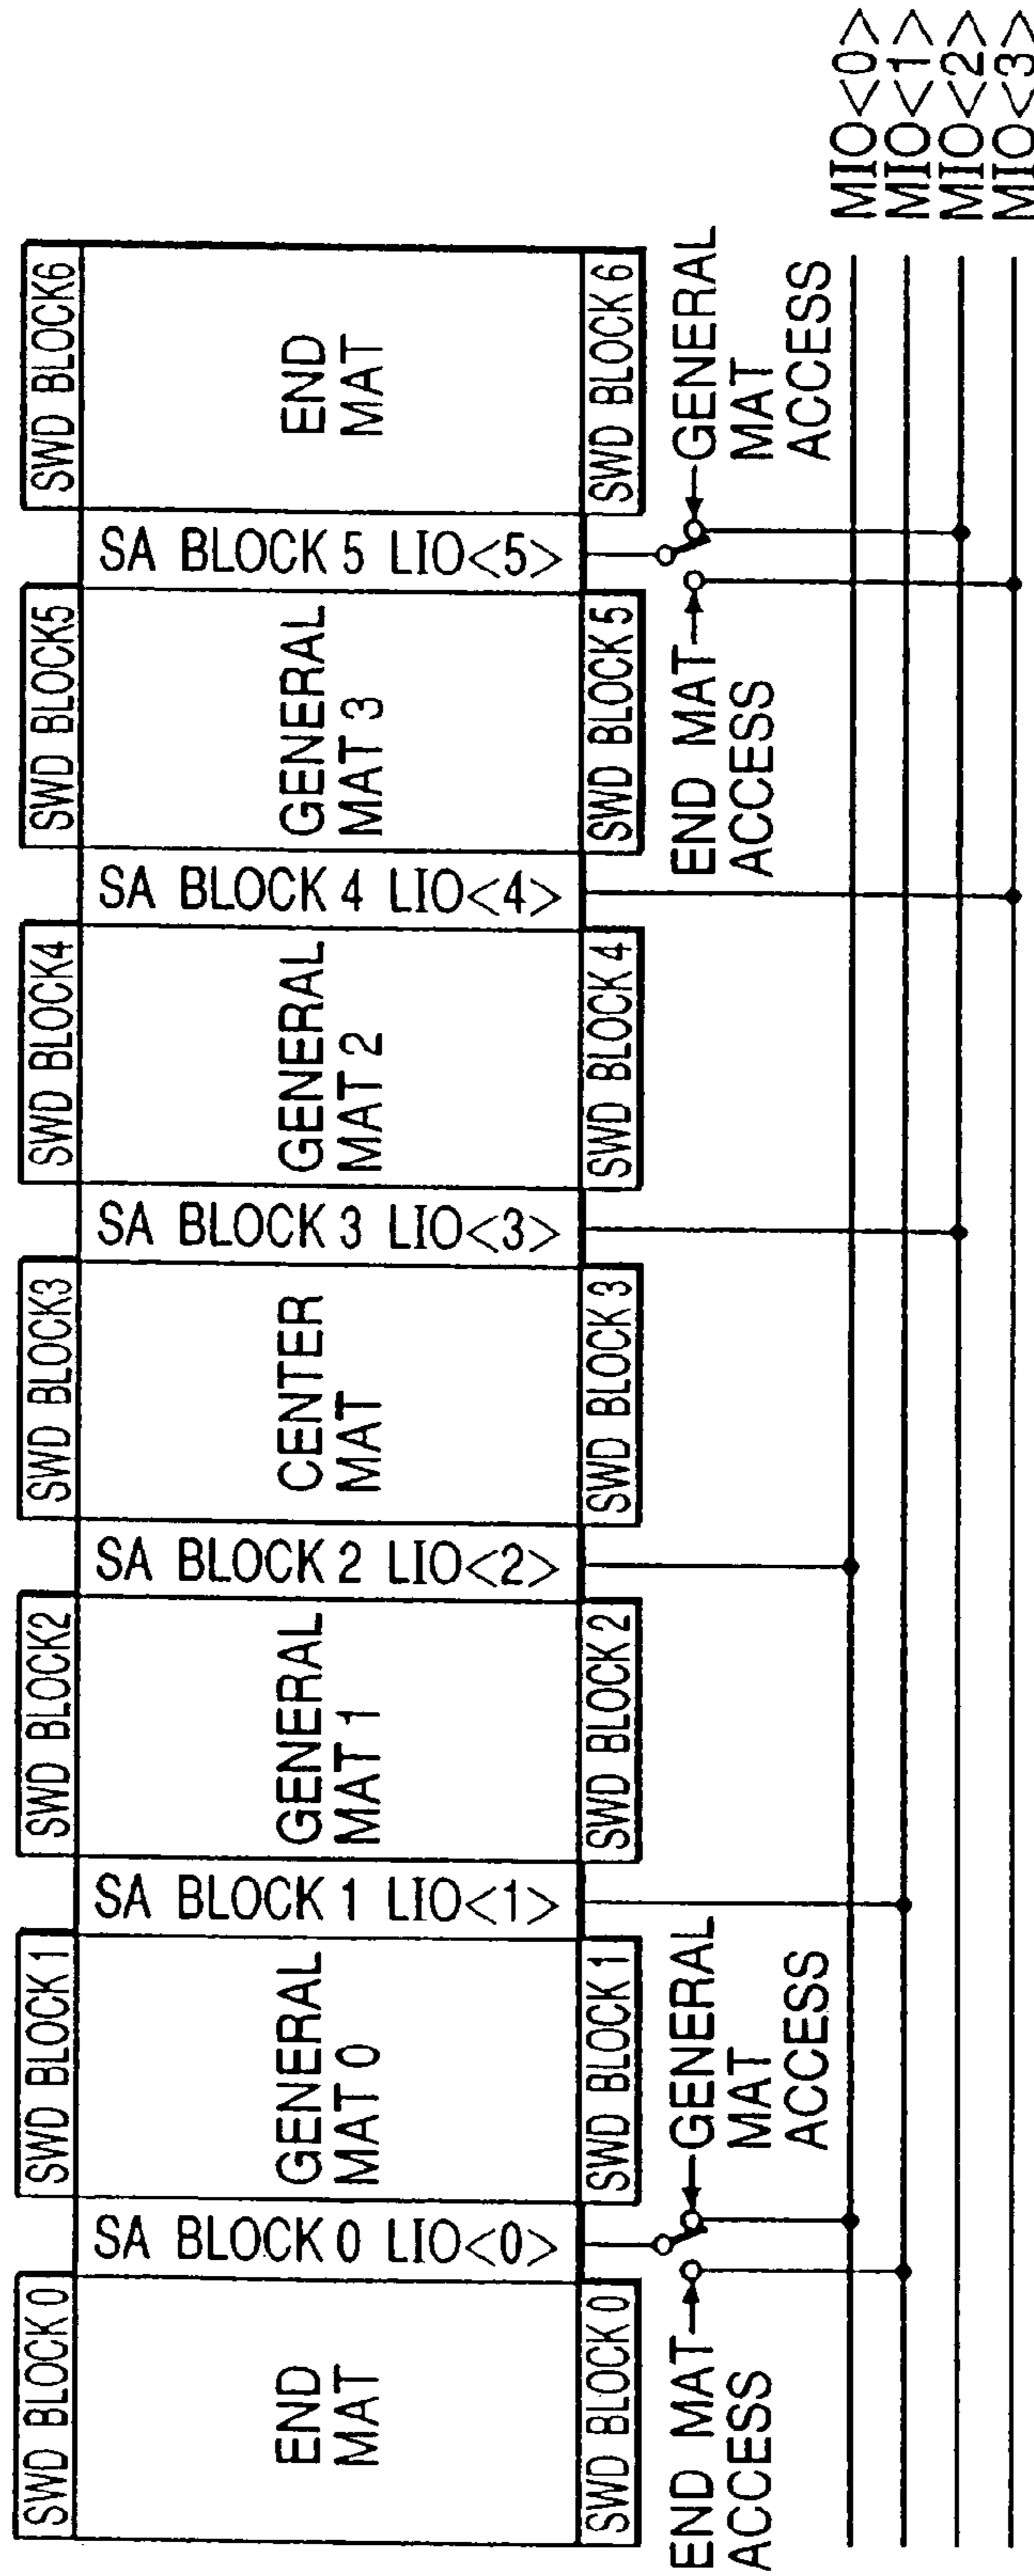 SWD BLOCK 0
SWD BLOCK 1
SWD BLOCK2
SWD BLOCK3
SWD BLOCK4
SWD BLOCK5
SWD BLOCK6
END
MAT
SA BLOCK 0 LIO<0>
GENERAL
MAT 0
SA BLOCK 1 LIO<1>
GENERAL
MAT 1
SA BLOCK 2 LIO<2>
CENTER
MAT
SA BLOCK 3 LIO<3>
GENERAL
MAT 2
SA BLOCK 4 LIO<4>
GENERAL
MAT 3
SA BLOCK 5 LIO<5>
END
MAT
SWD BLOCK 0
SWD BLOCK 1
SWD BLOCK 2
SWD BLOCK 3
SWD BLOCK 4
SWD BLOCK 5
SWD BLOCK 6
END MAT
ACCESS
GENERAL
MAT
ACCESS
END MAT
ACCESS
GENERAL
MAT
ACCESS
MIO<0>
MIO<1>
MIO<2>
MIO<3>